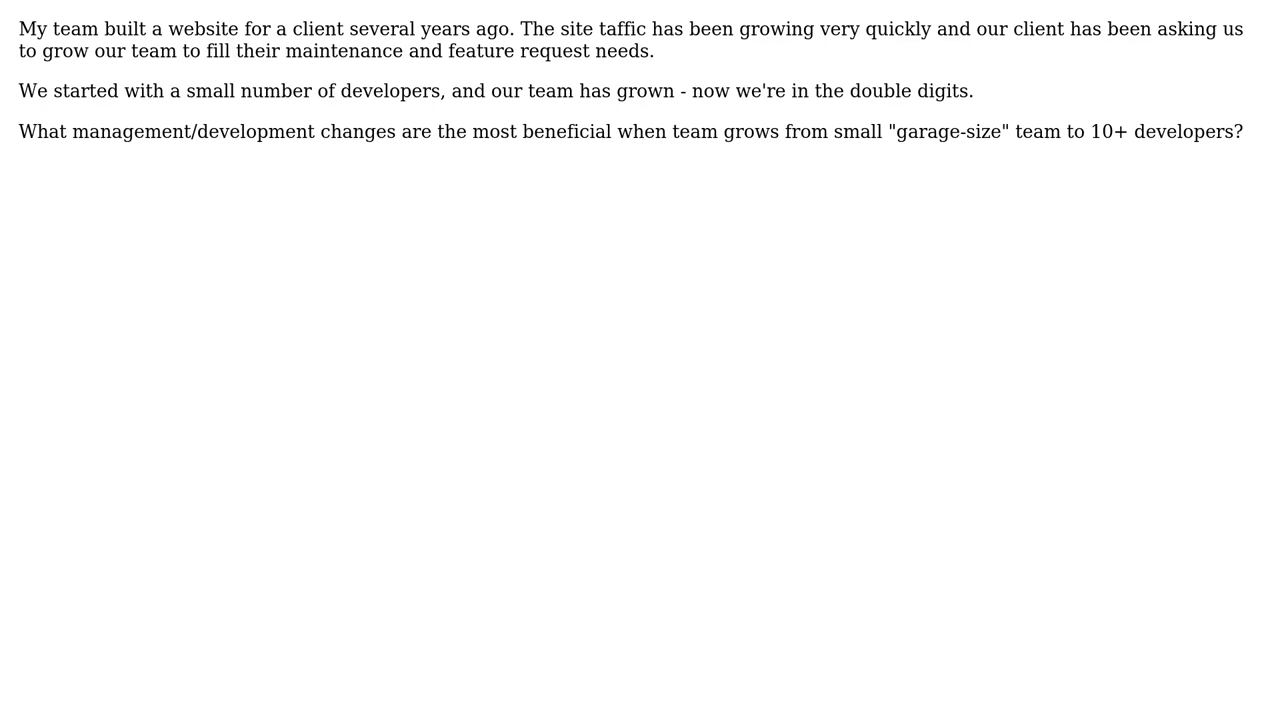 My team built a website for a client several years ago. The site taffic has been growing very quickly and our client has been asking us
to grow our team to fill their maintenance and feature request needs.
We started with a small number of developers, and our team has grown - now we're in the double digits.
What management/development changes are the most beneficial when team grows from small "garage-size" team to 10+ developers?